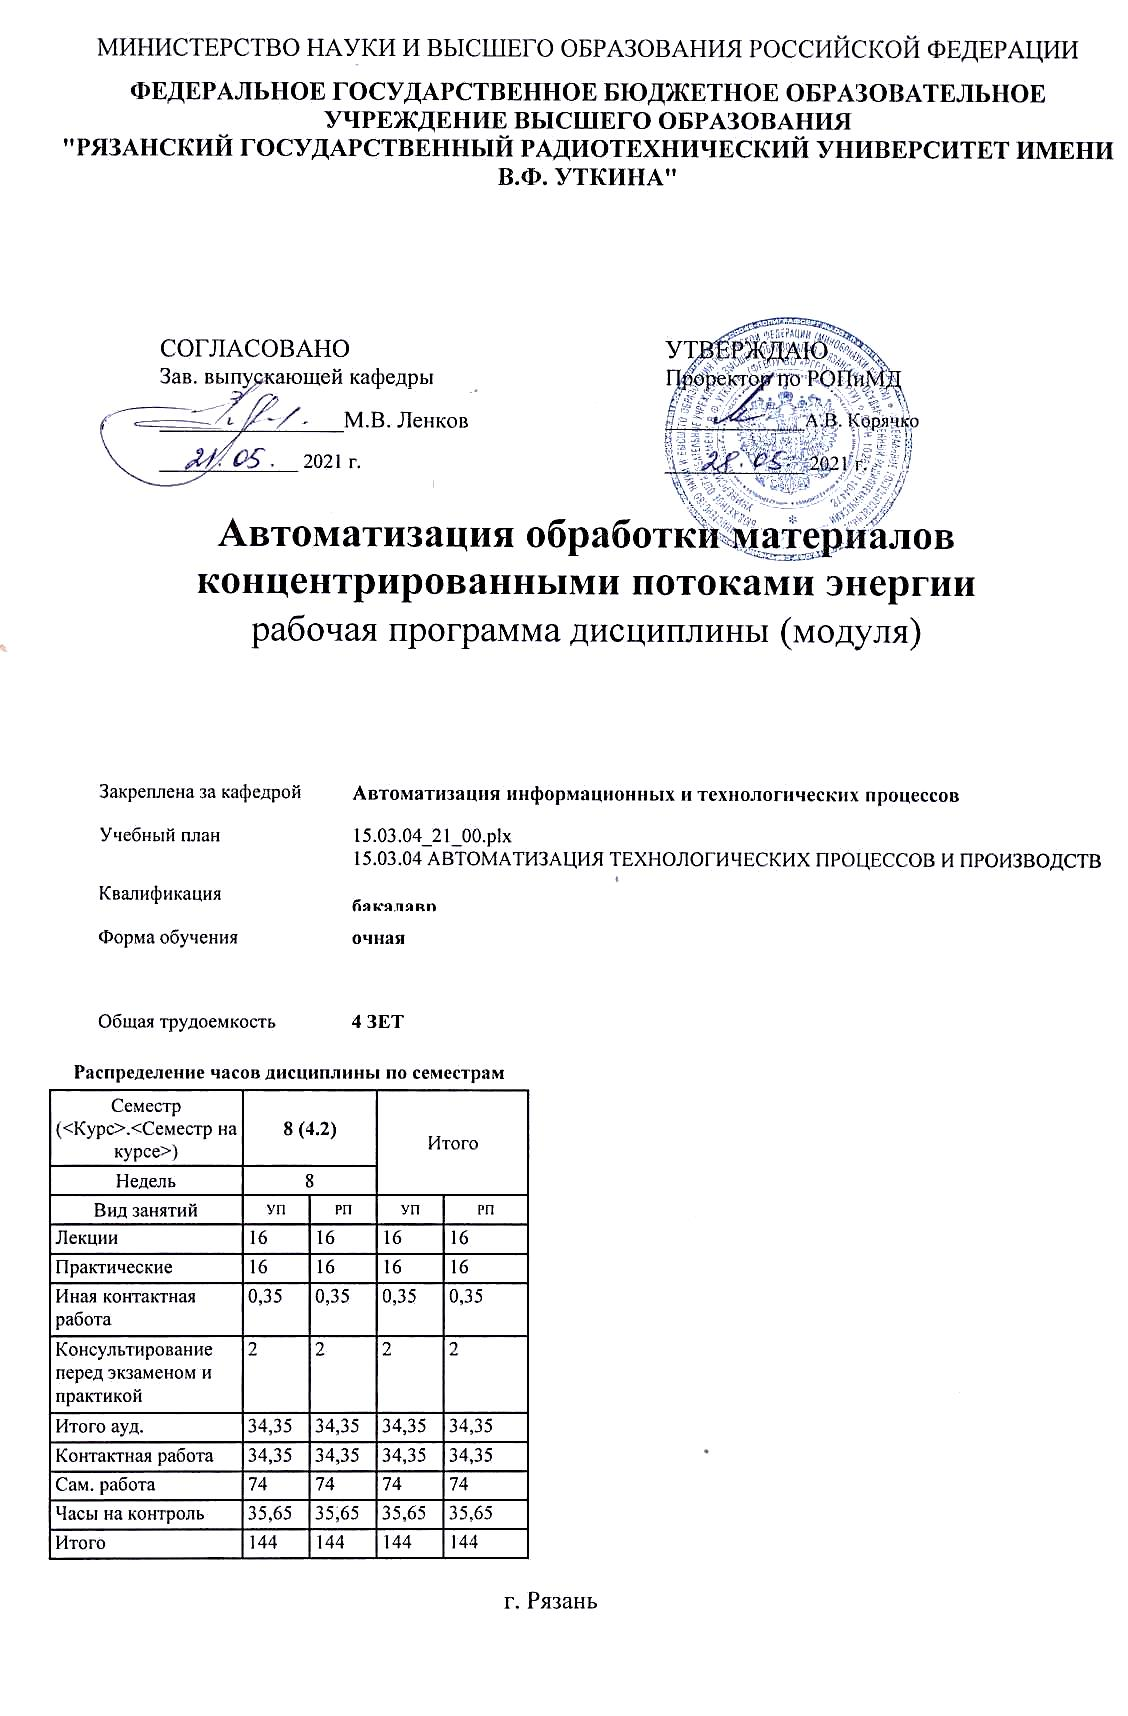 МИНИСТЕРСТВО НАУКИ И ВЫСШЕГО ОБРАЗОВАНИЯ РОССИЙСКОЙ ФЕДЕРАЦИИ
ФЕДЕРАЛЬНОЕ ГОСУДАРСТВЕННОЕ БЮДЖЕТНОЕ ОБРАЗОВАТЕЛЬНОЕ
УЧРЕЖДЕНИЕ ВЫСШЕГО ОБРАЗОВАНИЯ
"РЯЗАНСКИЙ ГОСУДАРСТВЕННЫЙ РАДИОТЕХНИЧЕСКИЙ УНИВЕРСИТЕТ ИМЕНИ
В.Ф. УТКИНА"
СОГЛАСОВАНО
Зав. выпускающей кафедры
М.В. Ленков
21.05. 2021 г.
УТВЕРЖДАЮ
Проректор по РОПиМД
А.В. Корячко
28.05. 2021 г.
Автоматизация обработки материалов
концентрированными потоками энергии
рабочая программа дисциплины (модуля)
Закреплена за кафедрой Автоматизация информационных и технологических процессов
Учебный план 15.03.04_21_00.plx
15.03.04 АВТОМАТИЗАЦИЯ ТЕХНОЛОГИЧЕСКИХ ПРОЦЕССОВ И ПРОИЗВОДСТВ
Квалификация бакалавр
Форма обучения очная
Общая трудоемкость 4 ЗЕТ
Распределение часов дисциплины по семестрам
Семестр
(<Курс>.<Семестр на
курсе>)
8 (4.2)
Итого
Недель 8
Вид занятий УП РП УП РП
Лекции 16 16 16 16
Практические 16 16 16 16
Иная контактная
работа
0,35 0,35 0,35 0,35
Консультирование
перед экзаменом и
практикой
2 2 2 2
Итого ауд. 34,35 34,35 34,35 34,35
Контактная работа 34,35 34,35 34,35 34,35
Сам. работа 74 74 74 74
Часы на контроль 35,65 35,65 35,65 35,65
Итого 144 144 144 144
г. Рязань